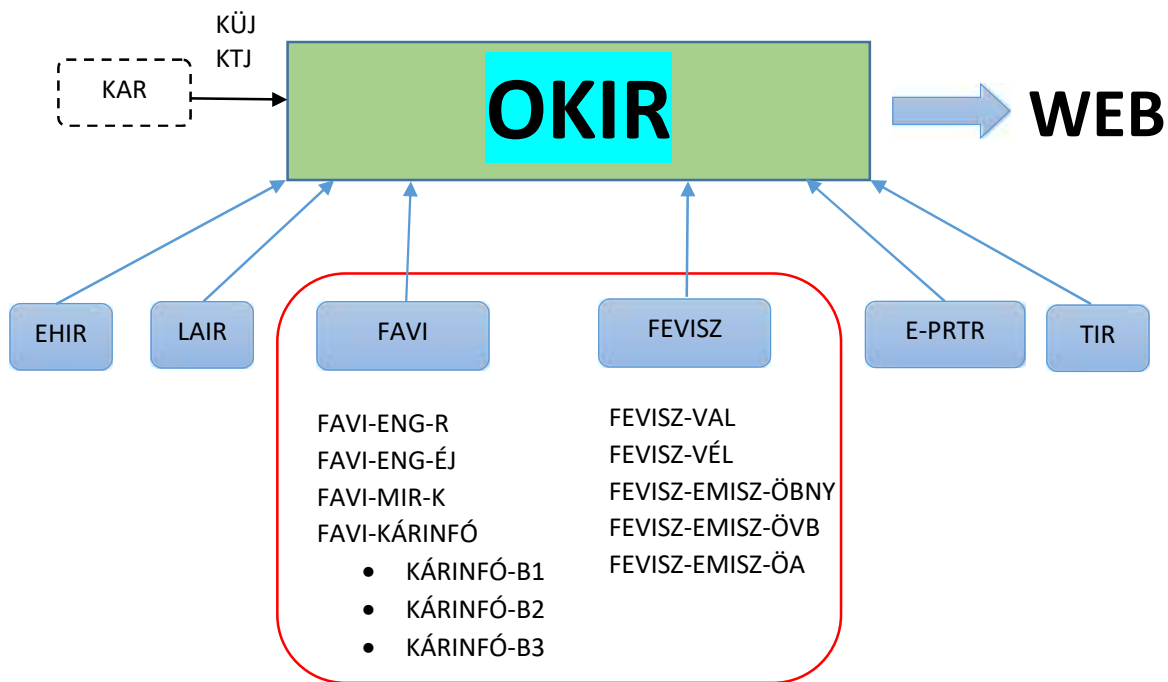 KÜJ
KTJ
KAR
OKIR
WEB
EHIR
LAIR
FAVI
FEVISZ
E-PRTR
TIR
FAVI-ENG-R
FAVI-ENG-ÉJ
FAVI-MIR-K
FAVI-KÁRINFÓ
• KÁRINFÓ-B1
• KÁRINFÓ-B2
• KÁRINFÓ-B3
FEVISZ-VAL
FEVISZ-VÉL
FEVISZ-EMISZ-ÖBNY
FEVISZ-EMISZ-ÖVB
FEVISZ-EMISZ-ÖA